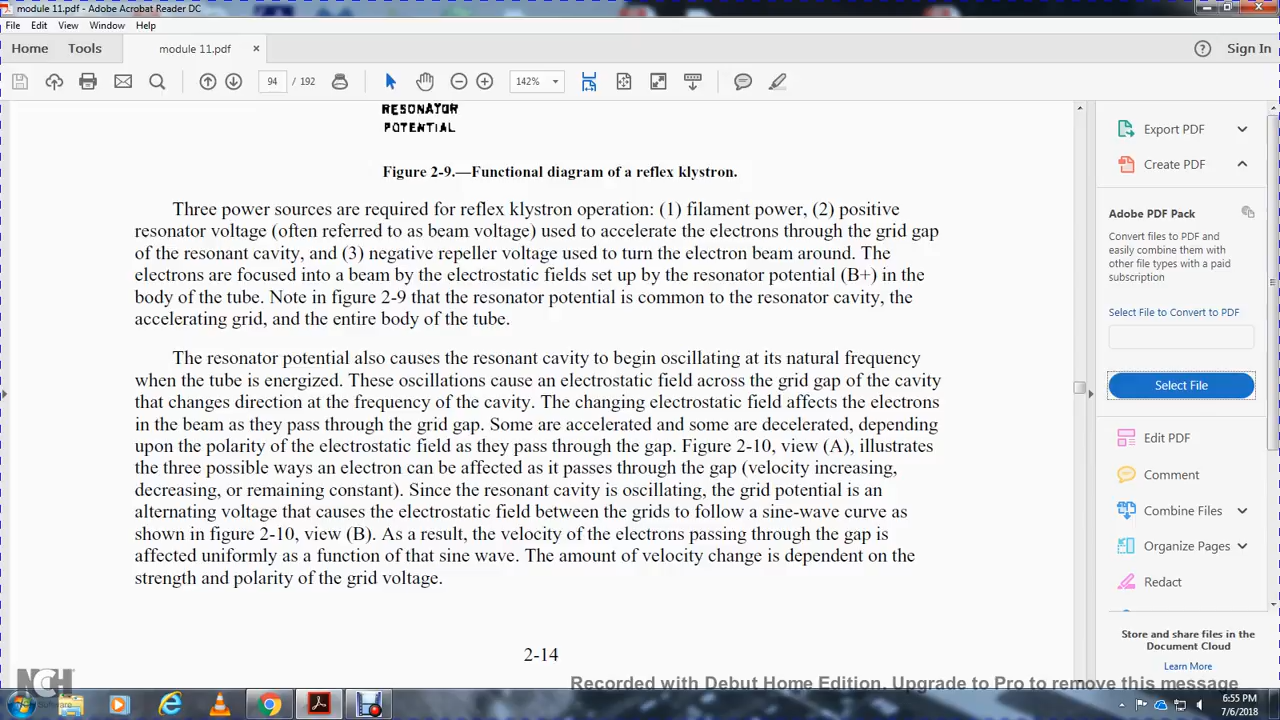 module 11.pdf - Adobe Acrobat Reader DC
File Edit View Window Help
Home Tools module 11.pdf × Sign In
94 / 192 142%
RESONATOR
POTENTIAL
Figure 2-9.—Functional diagram of a reflex klystron.
Three power sources are required for reflex klystron operation: (1) filament power, (2) positive
resonator voltage (often referred to as beam voltage) used to accelerate the electrons through the grid gap
of the resonant cavity, and (3) negative repeller voltage used to turn the electron beam around. The
electrons are focused into a beam by the electrostatic fields set up by the resonator potential (B+) in the
body of the tube. Note in figure 2-9 that the resonator potential is common to the resonator cavity, the
accelerating grid, and the entire body of the tube.
The resonator potential also causes the resonant cavity to begin oscillating at its natural frequency
when the tube is energized. These oscillations cause an electrostatic field across the grid gap of the cavity
that changes direction at the frequency of the cavity. The changing electrostatic field affects the electrons
in the beam as they pass through the grid gap. Some are accelerated and some are decelerated, depending
upon the polarity of the electrostatic field as they pass through the gap. Figure 2-10, view (A), illustrates
the three possible ways an electron can be affected as it passes through the gap (velocity increasing,
decreasing, or remaining constant). Since the resonant cavity is oscillating, the grid potential is an
alternating voltage that causes the electrostatic field between the grids to follow a sine-wave curve as
shown in figure 2-10, view (B). As a result, the velocity of the electrons passing through the gap is
affected uniformly as a function of that sine wave. The amount of velocity change is dependent on the
strength and polarity of the grid voltage.
2-14
Export PDF
Create PDF
Adobe PDF Pack
Convert files to PDF and
easily combine them with
other file types with a paid
subscription
Select File to Convert to PDF
Select File
Edit PDF
Comment
Combine Files
Organize Pages
Redact
Store and share files in the
Document Cloud
Learn More
NCH
Software
Recorded with Debut Home Edition. Upgrade to Pro to remove this message
6:55 PM
7/6/2018